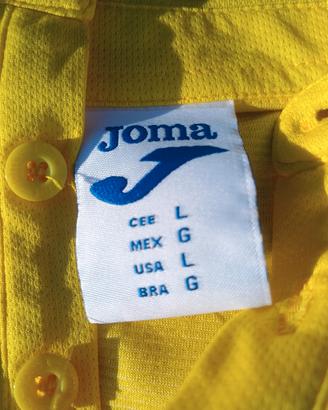 Joma
CEE L
MEX G
USA L
BRA G